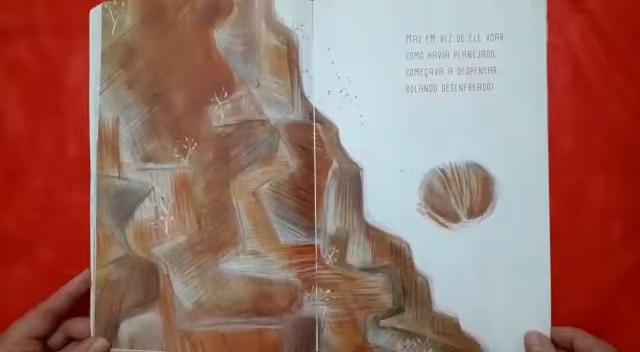 MAS EM VEZ DE ELE VOAR
COMO HAVIA PLANEJADO,
COMEÇAVA A DESPENCAR,
ROLANDO DESENFREADO!